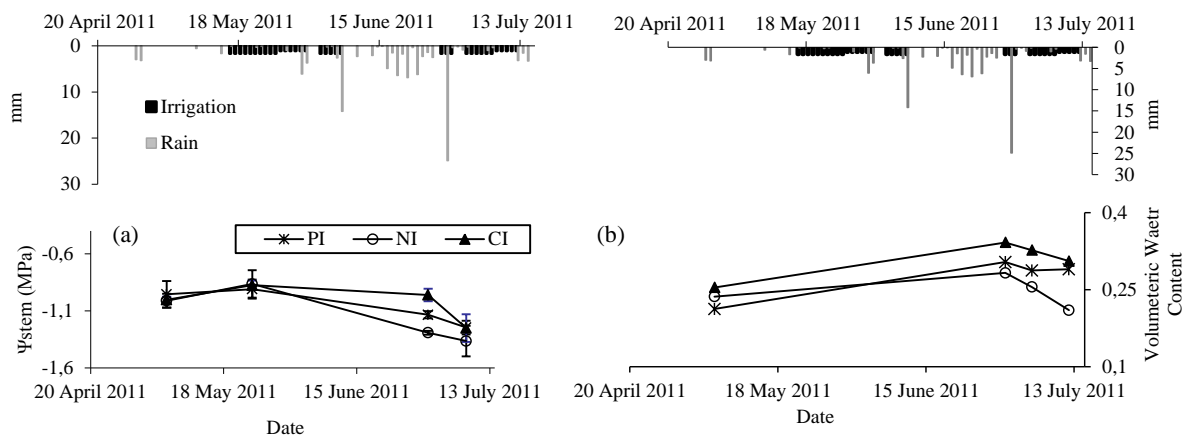 20 April 2011 18 May 2011 15 June 2011 13 July 2011
0
10
20
30
mm
Irrigation
Rain
20 April 2011 18 May 2011 15 June 2011 13 July 2011
0
5
10
15
20
25
30
mm
(a)
PI NI CI
-0.6
-1.1
-1,6
Ψstem (MPa)
20 April 2011 18 May 2011 15 June 2011 13 July 2011
Date
(b)
0,4
0.25
0,1
Volumeteric Waetr
Content
20 April 2011 18 May 2011 15 June 2011 13 July 2011
Date